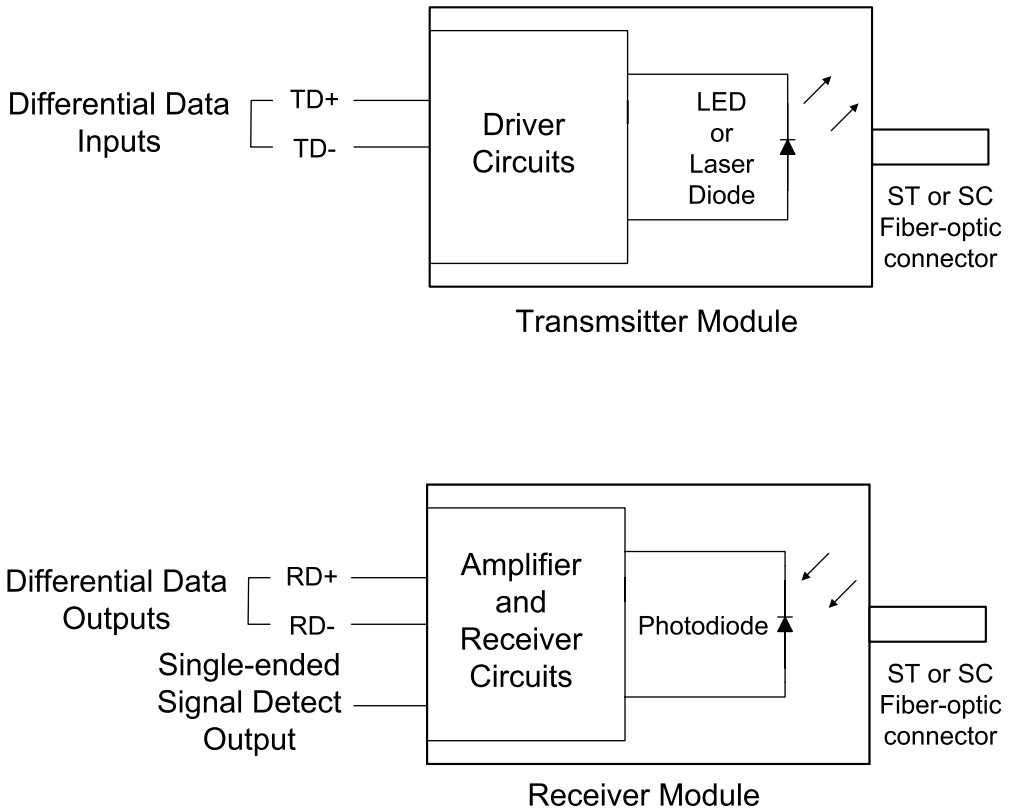 Differential Data
Inputs
TD+
TD-
Driver
Circuits
LED
or
Laser
Diode
ST or SC
Fiber-optic
connector
Transmsitter Module
Differential Data
Outputs
RD+
RD-
Single-ended
Signal Detect
Output
Amplifier
and
Receiver
Circuits
Photodiode
ST or SC
Fiber-optic
connector
Receiver Module